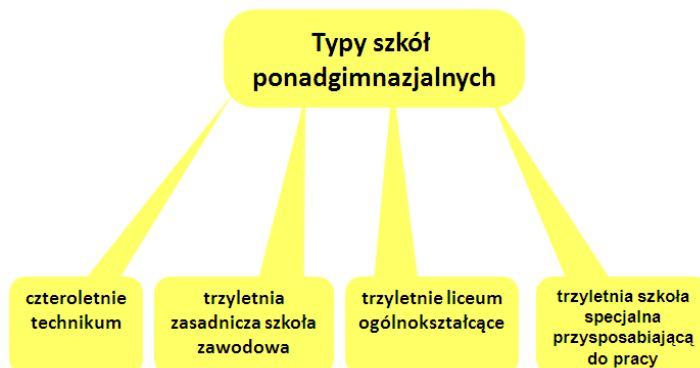 Typy szkół
ponadgimnazjalnych
czteroletnie
technikum
trzyletnia
zasadnicza szkoła
zawodowa
trzyletnie liceum
ogólnokształcące
trzyletnia szkoła
specjalna
przysposabiającą
do pracy